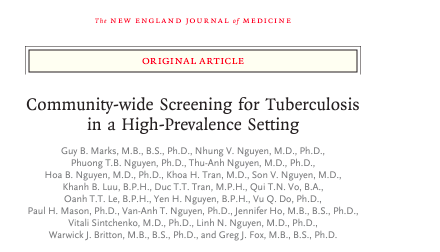 The NEW ENGLAND JOURNAL of MEDICINE
ORIGINAL ARTICLE
Community-wide Screening for Tuberculosis
in a High-Prevalence Setting
Guy B. Marks, M.B., B.S., Ph.D., Nhung V. Nguyen, M.D., Ph.D.,
Phuong T.B. Nguyen, Ph.D., Thu-Anh Nguyen, M.D., Ph.D.,
Hoa B. Nguyen, M.D., Ph.D., Khoa H. Tran, M.D., Son V. Nguyen, M.D.,
Khanh B. Luu, B.P.H., Duc T.T. Tran, M.P.H., Qui T.N. Vo, B.A.,
Oanh T.T. Le, B.P.H., Yen H. Nguyen, B.P.H., Vu Q. Do, Ph.D.,
Paul H. Mason, Ph.D., Van-Anh T. Nguyen, Ph.D., Jennifer Ho, M.B., B.S., Ph.D.,
Vitali Sintchenko, M.D., Ph.D., Linh N. Nguyen, M.D., Ph.D.,
Warwick J. Britton, M.B., B.S., Ph.D., and Greg J. Fox, M.B., B.S., Ph.D.